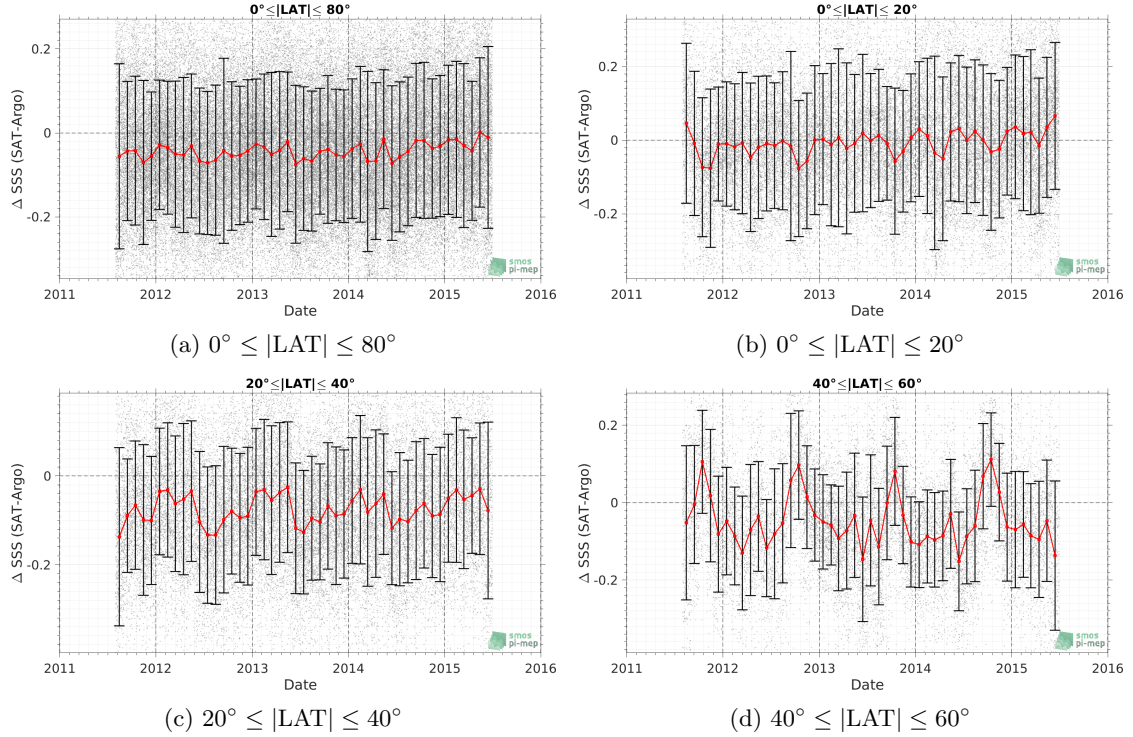 0°≤|LAT|≤ 80°
0.2
0
-0.2
Δ SSS (SAT-Argo)
2011 2012 2013 2014 2015 2016
Date
smos
pi-mep
(a) 0° ≤ |LAT| ≤ 80°
0°≤|LAT|≤ 20°
0.2
0
-0.2
Δ SSS (SAT-Argo)
2011 2012 2013 2014 2015 2016
Date
smos
pi-mep
(b) 0° ≤ |LAT| ≤ 20°
20°≤|LAT|≤ 40°
0
-0.2
Δ SSS (SAT-Argo)
2011 2012 2013 2014 2015 2016
Date
smos
pi-mep
(c) 20° ≤ |LAT| ≤ 40°
40°≤|LAT|≤ 60°
0.2
0
-0.2
Δ SSS (SAT-Argo)
2011 2012 2013 2014 2015 2016
Date
smos
pi-mep
(d) 40° ≤ |LAT| ≤ 60°